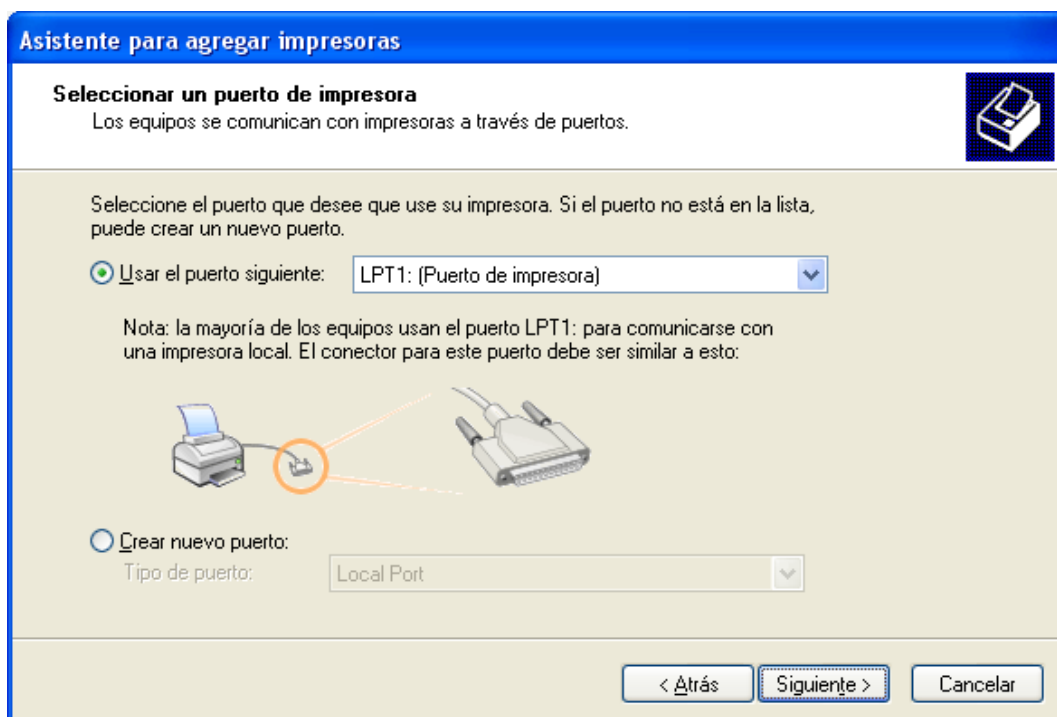 Asistente para agregar impresoras
Seleccionar un puerto de impresora
Los equipos se comunican con impresoras a través de puertos.
Seleccione el puerto que desee que use su impresora. Si el puerto no está en la lista,
puede crear un nuevo puerto.
Usar el puerto siguiente: LPT1: (Puerto de impresora)
Nota: la mayoría de los equipos usan el puerto LPT1: para comunicarse con
una impresora local. El conector para este puerto debe ser similar a esto:
Crear nuevo puerto:
Tipo de puerto: Local Port
< Atrás Siguiente > Cancelar